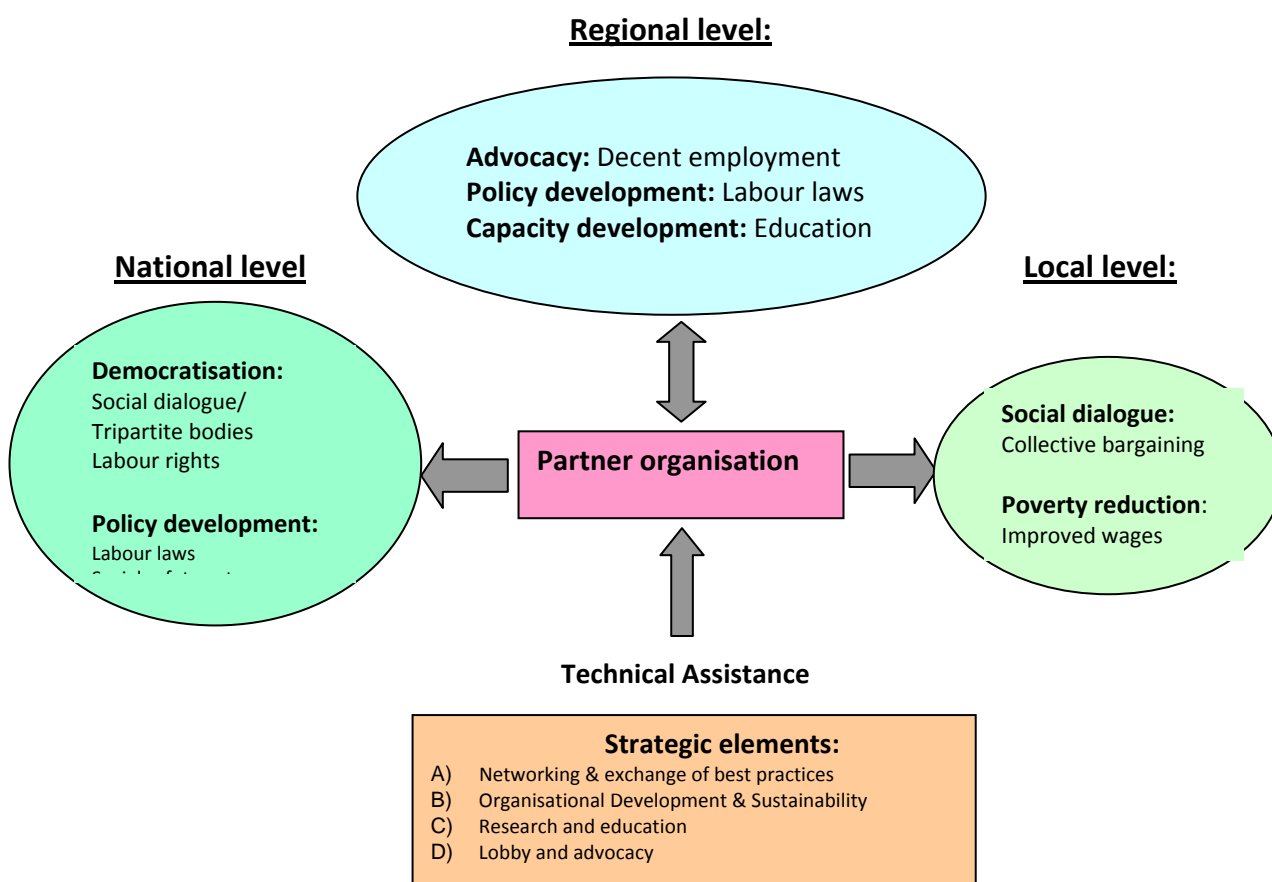 Regional level:
Advocacy: Decent employment
Policy development: Labour laws
Capacity development: Education
National level
Democratisation:
Social dialogue/
Tripartite bodies
Labour rights
Policy development:
Labour laws
Local level:
Social dialogue:
Collective bargaining
Poverty reduction:
Improved wages
Partner organisation
Technical Assistance
Strategic elements:
A) Networking & exchange of best practices
B) Organisational Development & Sustainability
C) Research and education
D) Lobby and advocacy